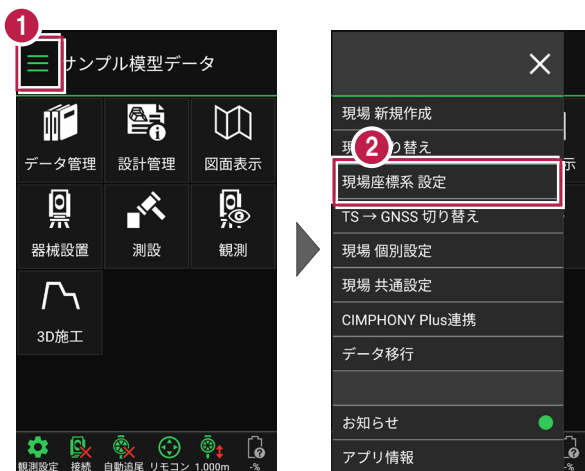 1
サンプル模型データ
データ管理
設計管理
図面表示
器械設置
測設
観測
3D施工
観測設定
接続
自動追尾
リモコン
1.000m
-%
2
現場 新規作成
り替え
現場座標系 設定
TS → GNSS 切り替え
現場 個別設定
現場 共通設定
CIMPHONY Plus連携
データ移行
お知らせ
アプリ情報
示
-%